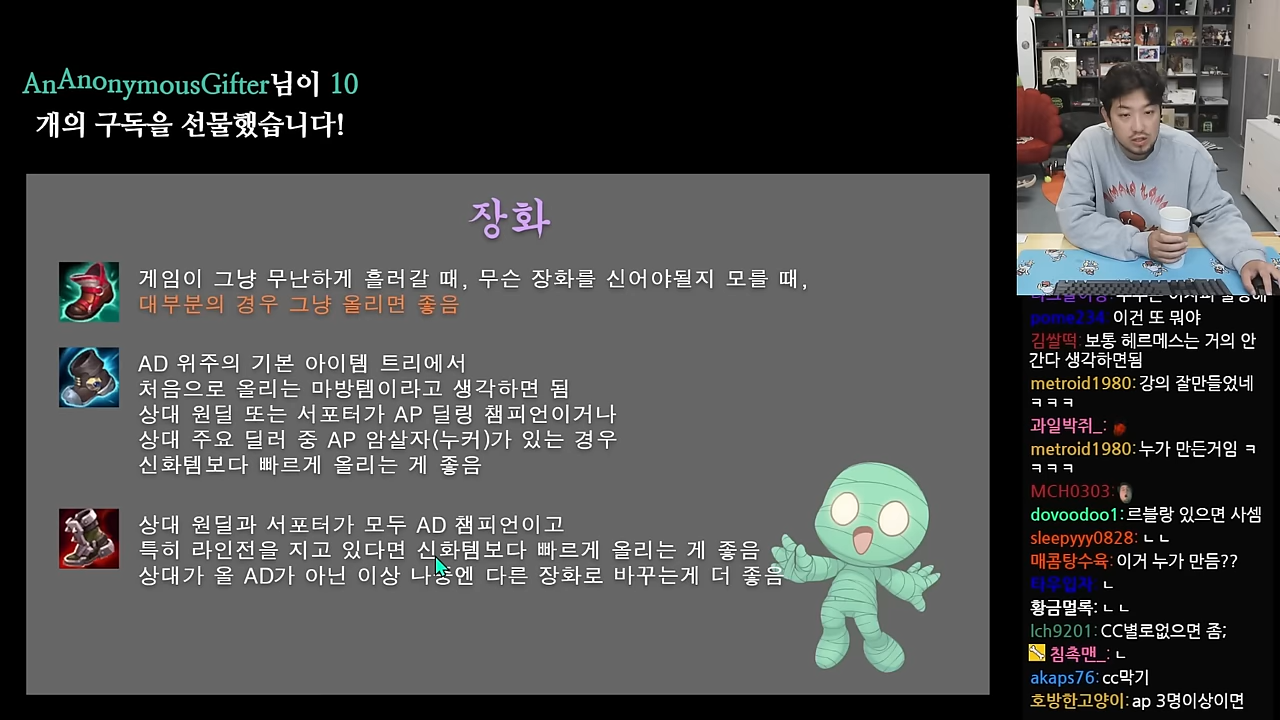 AnAnonymousGifter님이 10
개의 구독을 선물했습니다!
장화
게임이 그냥 무난하게 흘러갈 때, 무슨 장화를 신어야될지 모를 때,
대부분의 경우 그냥 올리면 좋음
AD 위주의 기본 아이템 트리에서
처음으로 올리는 마방템이라고 생각하면 됨
상대 원딜 또는 서포터가 AP 딜링 챔피언이거나
상대 주요 딜러 중 AP 암살자(누커)가 있는 경우
신화템보다 빠르게 올리는 게 좋음
상대 원딜과 서포터가 모두 AD 챔피언이고
특히 라인전을 지고 있다면 신화템보다 빠르게 올리는 게 좋음
상대가 올 AD가 아닌 이상 나중엔 다른 장화로 바꾸는게 더 좋음
pome234: 이건 또 뭐야
김쌀떡: 보통 헤르메스는 거의 안
간다 생각하면됨
metroid1980: 강의 잘만들었네
ㅋㅋㅋ
과일박쥐_:
metroid1980: 누가 만든거임 ㅋ
ㅋㅋㅋ
MCH0303:
dovoodoo1: 르블랑 있으면 사셈
sleepyy0828: ㄴㄴ
매콤탕수육: 이거 누가 만듬??
타우입자: ㄴ
황금멀록: ㄴㄴ
lch9201: CC별로없으면 좀;
침촉맨_: ㄴ
akaps76: cc막기
호방한고양이: ap 3명이상이면